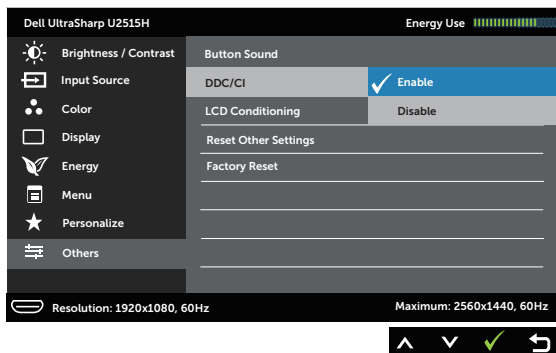 Dell UltraSharp U2515H
Energy Use
Brightness / Contrast
Button Sound
Input Source
DDC/CI
Enable
Color
LCD Conditioning
Disable
Display
Reset Other Settings
Energy
Factory Reset
Menu
Personalize
Others
Resolution: 1920x1080, 60Hz
Maximum: 2560x1440, 60Hz